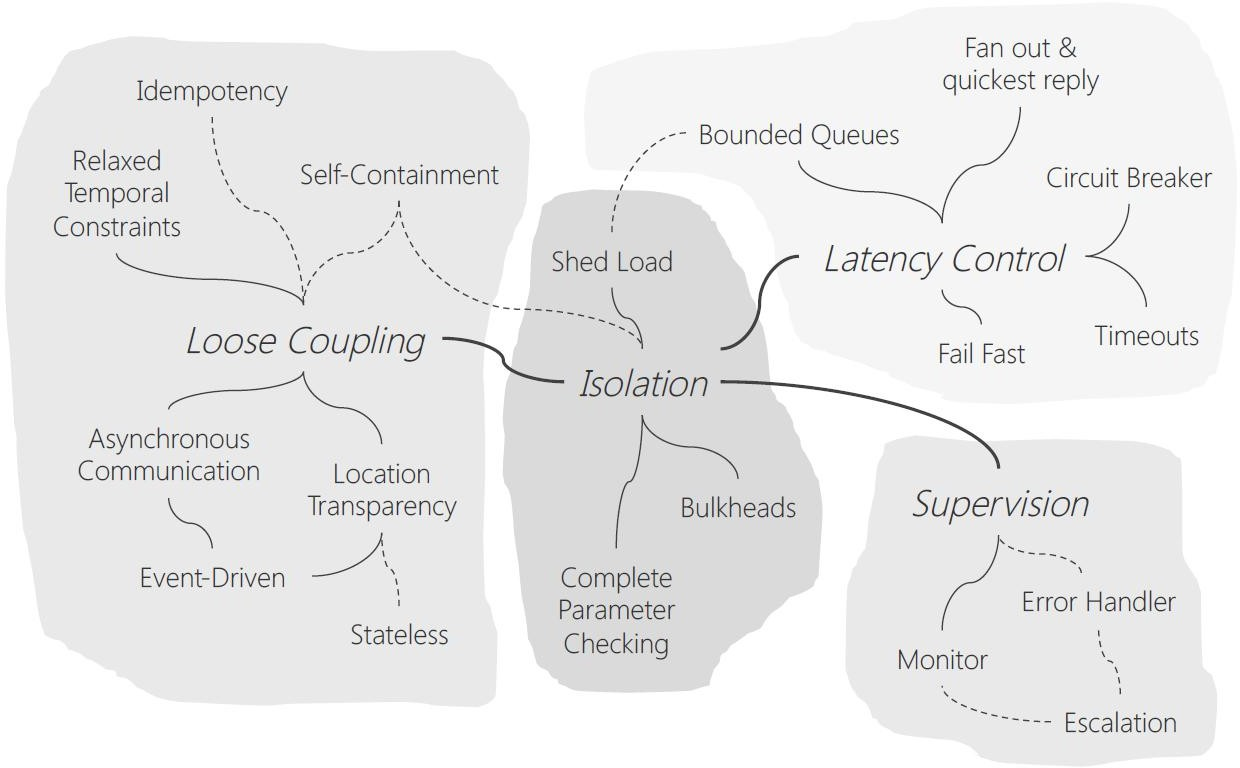 Idempotency
Relaxed
Temporal
Constraints
Self-Containment
Loose Coupling
Asynchronous
Communication
Location
Transparency
Event-Driven
Stateless
Shed Load
Isolation
Bulkheads
Complete
Parameter
Checking
Fan out &
quickest reply
Bounded Queues
Circuit Breaker
Latency Control
Timeouts
Fail Fast
Supervision
Error Handler
Monitor
Escalation